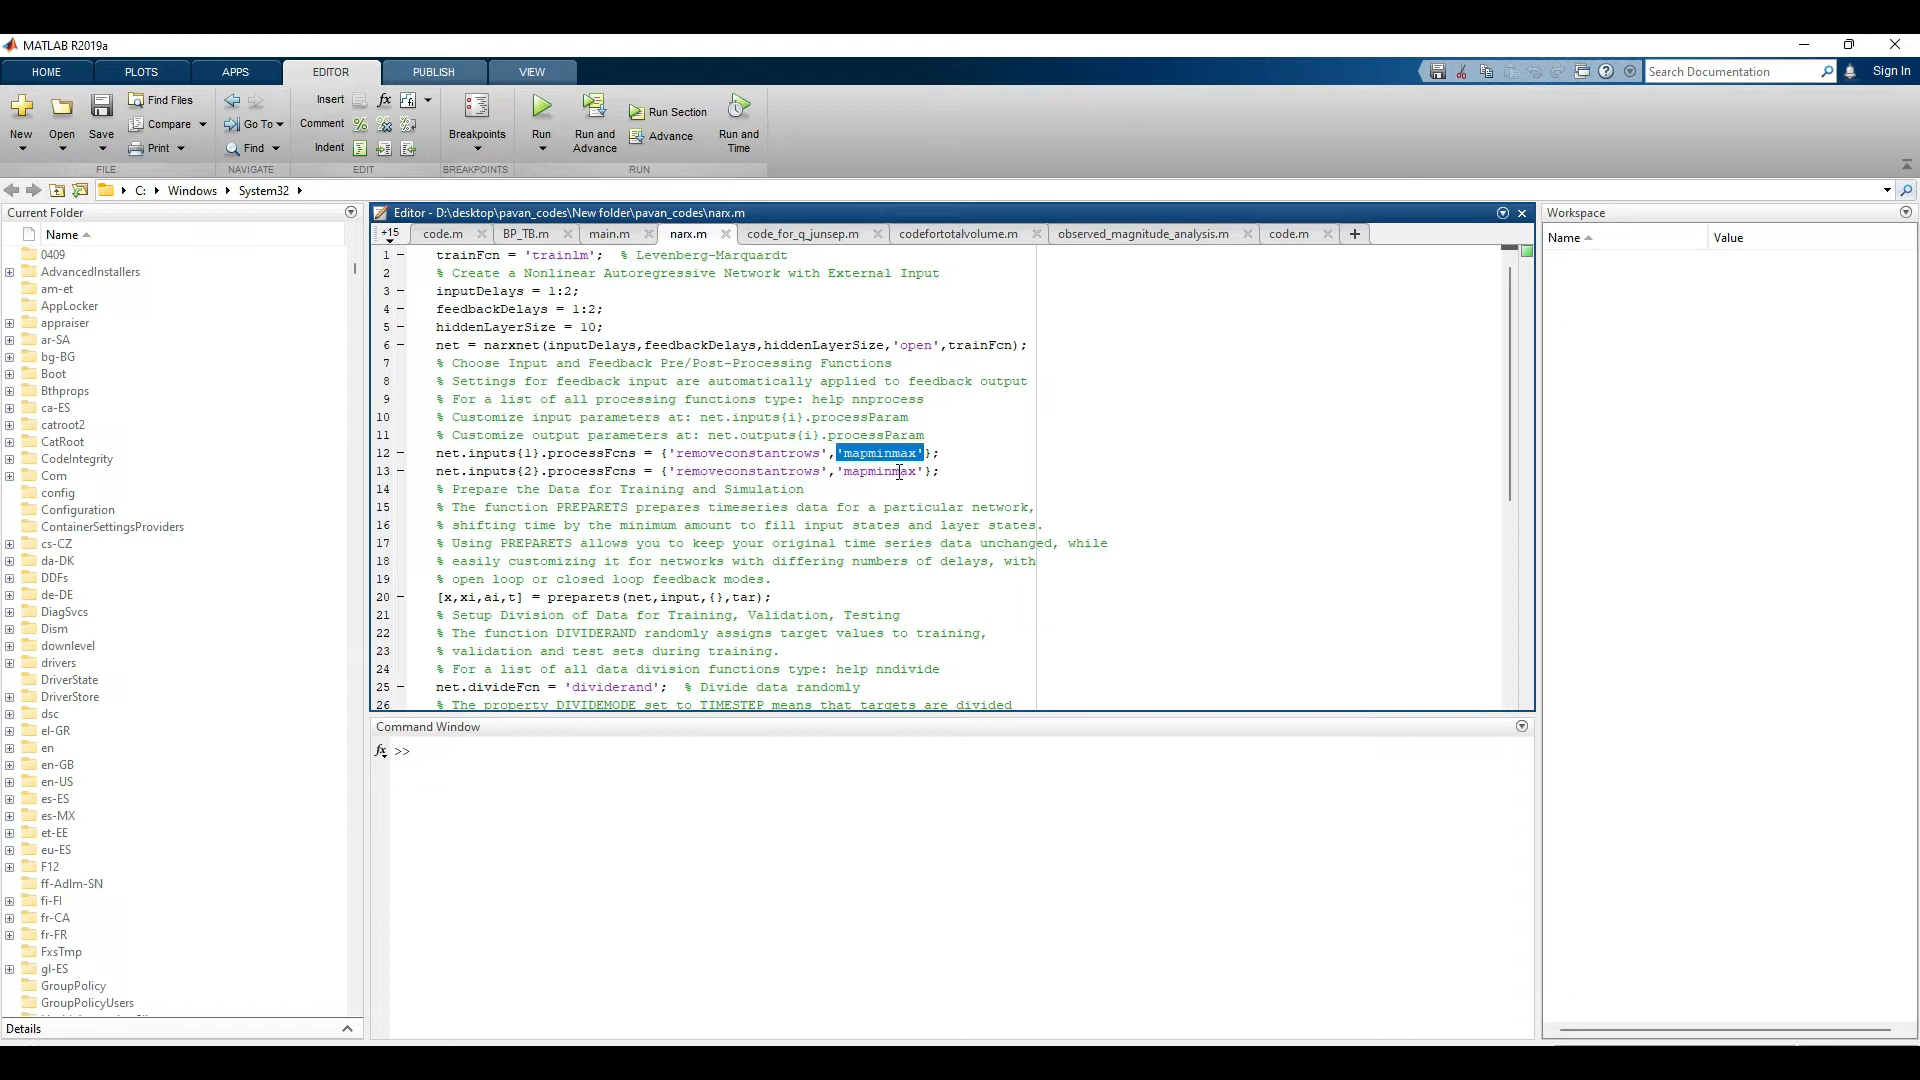 MATLAB R2019a
HOME PLOTS APPS EDITOR PUBLISH VIEW
Search Documentation
Sign In
New
Open
Save
Find Files
Compare
Print
FILE
Go To
Find
NAVIGATE
Insert fx
Comment
Indent
EDIT
Breakpoints
BREAKPOINTS
Run
Run and Advance
Run Section
Advance
Run and Time
RUN
C: Windows System32
Current Folder
Name
0409
AdvancedInstallers
am-et
AppLocker
appraiser
ar-SA
bg-BG
Boot
Bthprops
ca-ES
catroot2
CatRoot
CodeIntegrity
Com
config
Configuration
ContainerSettingsProviders
cs-CZ
da-DK
DDFs
de-DE
DiagSvcs
Dism
downlevel
drivers
DriverState
DriverStore
dsc
el-GR
en
en-GB
en-US
es-ES
es-MX
et-EE
eu-ES
F12
ff-Adlm-SN
fi-FI
fr-CA
fr-FR
FxsTmp
gl-ES
GroupPolicy
GroupPolicyUsers
Details
Editor - D:\desktop\pavan_codes\New folder\pavan_codes\narx.m
+15 code.m BP_TB.m main.m narx.m code_for_q_junsep.m codefortotalvolume.m observed_magnitude_analysis.m code.m +
1 – trainFcn = 'trainlm'; % Levenberg-Marquardt
2 % Create a Nonlinear Autoregressive Network with External Input
3 – inputDelays = 1:2;
4 – feedbackDelays = 1:2;
5 – hiddenLayerSize = 10;
6 – net = narxnet(inputDelays,feedbackDelays,hiddenLayerSize,'open',trainFcn);
7 % Choose Input and Feedback Pre/Post-Processing Functions
8 % Settings for feedback input are automatically applied to feedback output
9 % For a list of all processing functions type: help nnprocess
10 % Customize input parameters at: net.inputs{i}.processParam
11 % Customize output parameters at: net.outputs{i}.processParam
12 – net.inputs{1}.processFcns = {'removeconstantrows','mapminmax'};
13 – net.inputs{2}.processFcns = {'removeconstantrows','mapminmax'};
14 % Prepare the Data for Training and Simulation
15 % The function PREPARETS prepares timeseries data for a particular network,
16 % shifting time by the minimum amount to fill input states and layer states.
17 % Using PREPARETS allows you to keep your original time series data unchanged, while
18 % easily customizing it for networks with differing numbers of delays, with
19 % open loop or closed loop feedback modes.
20 – [x,xi,ai,t] = preparets(net,input,{},tar);
21 % Setup Division of Data for Training, Validation, Testing
22 % The function DIVIDERAND randomly assigns target values to training,
23 % validation and test sets during training.
24 % For a list of all data division functions type: help nndivide
25 – net.divideFcn = 'dividerand'; % Divide data randomly
26 % The property DIVIDEMODE set to TIMESTEP means that targets are divided
Command Window
fx >>
Workspace
Name Value